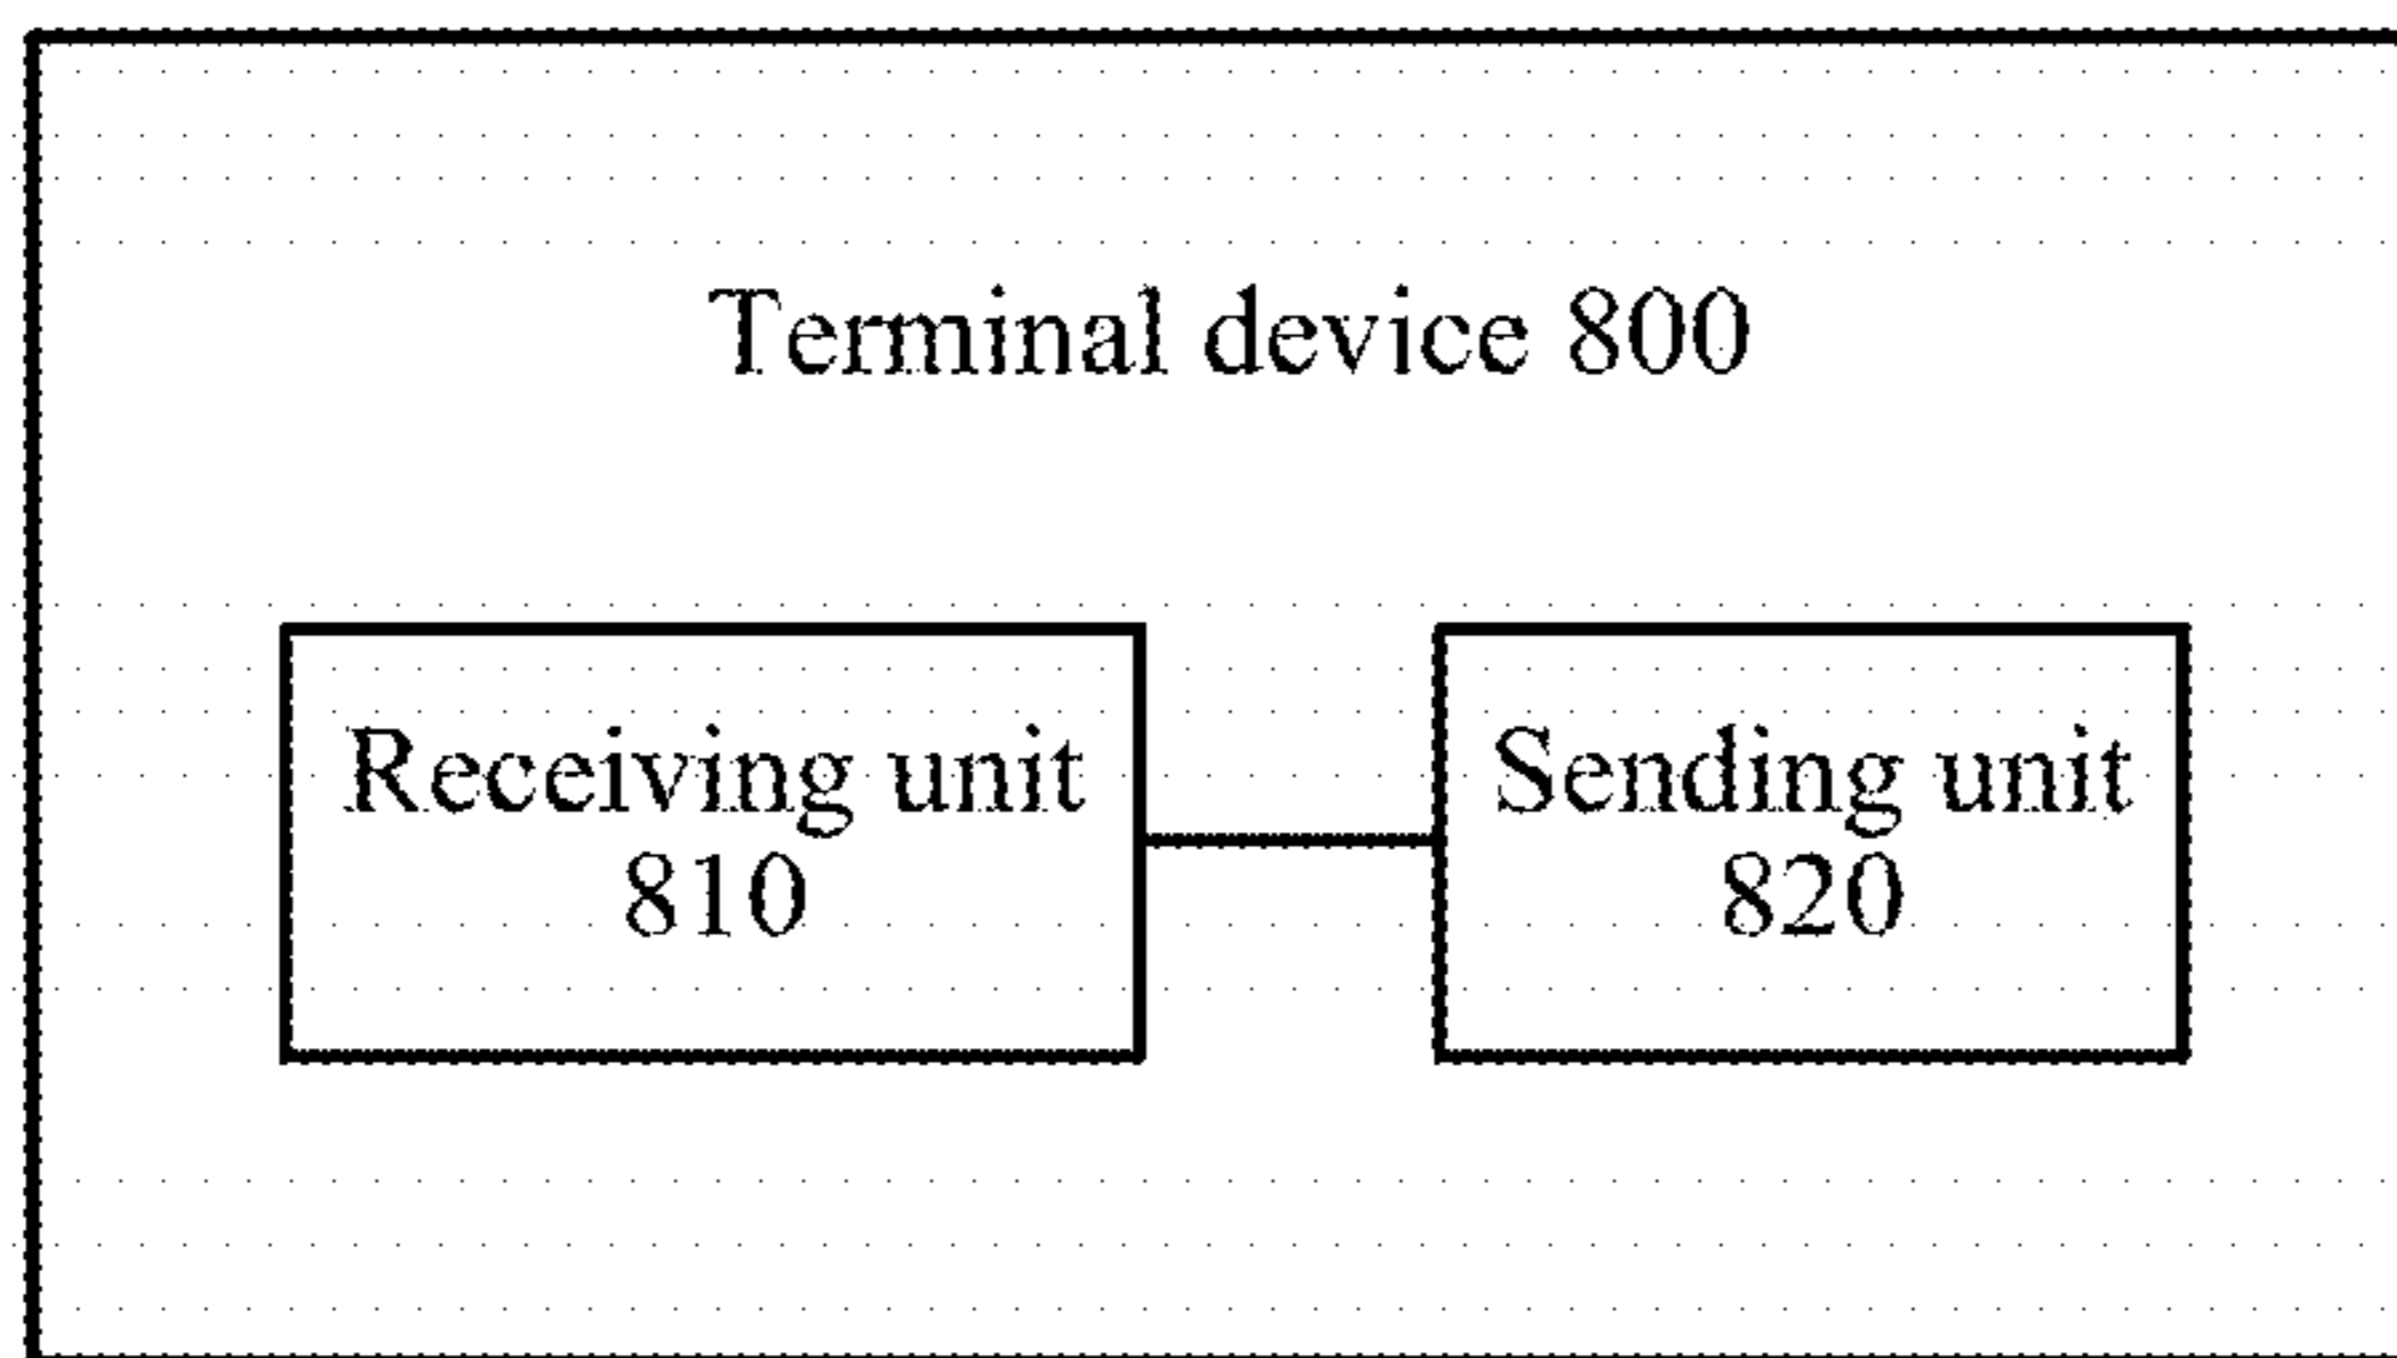 Terminal device 800
Receiving unit
810
Sending unit
820